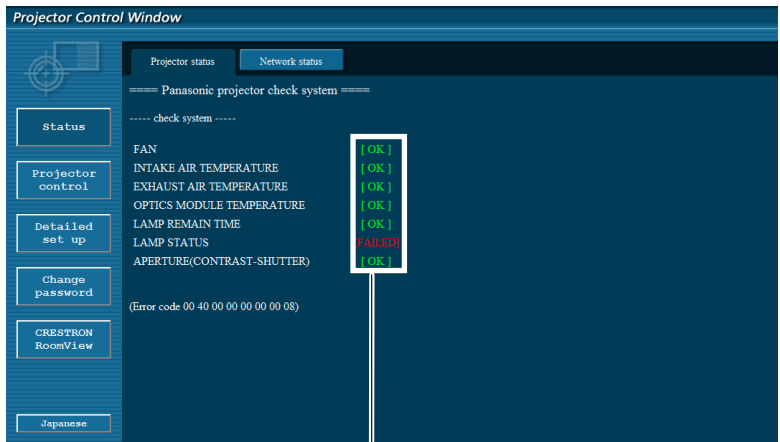 Projector Control Window
Projector status
Network status
==== Panasonic projector check system ====
Status
----- check system -----
FAN [ OK ]
INTAKE AIR TEMPERATURE [ OK ]
Projector control
EXHAUST AIR TEMPERATURE [ OK ]
OPTICS MODULE TEMPERATURE [ OK ]
LAMP REMAIN TIME [ OK ]
Detailed set up
LAMP STATUS FAILED]
APERTURE(CONTRAST-SHUTTER) [ OK ]
Change password
(Error code 00 40 00 00 00 00 00 08)
CRESTRON RoomView
Japanese